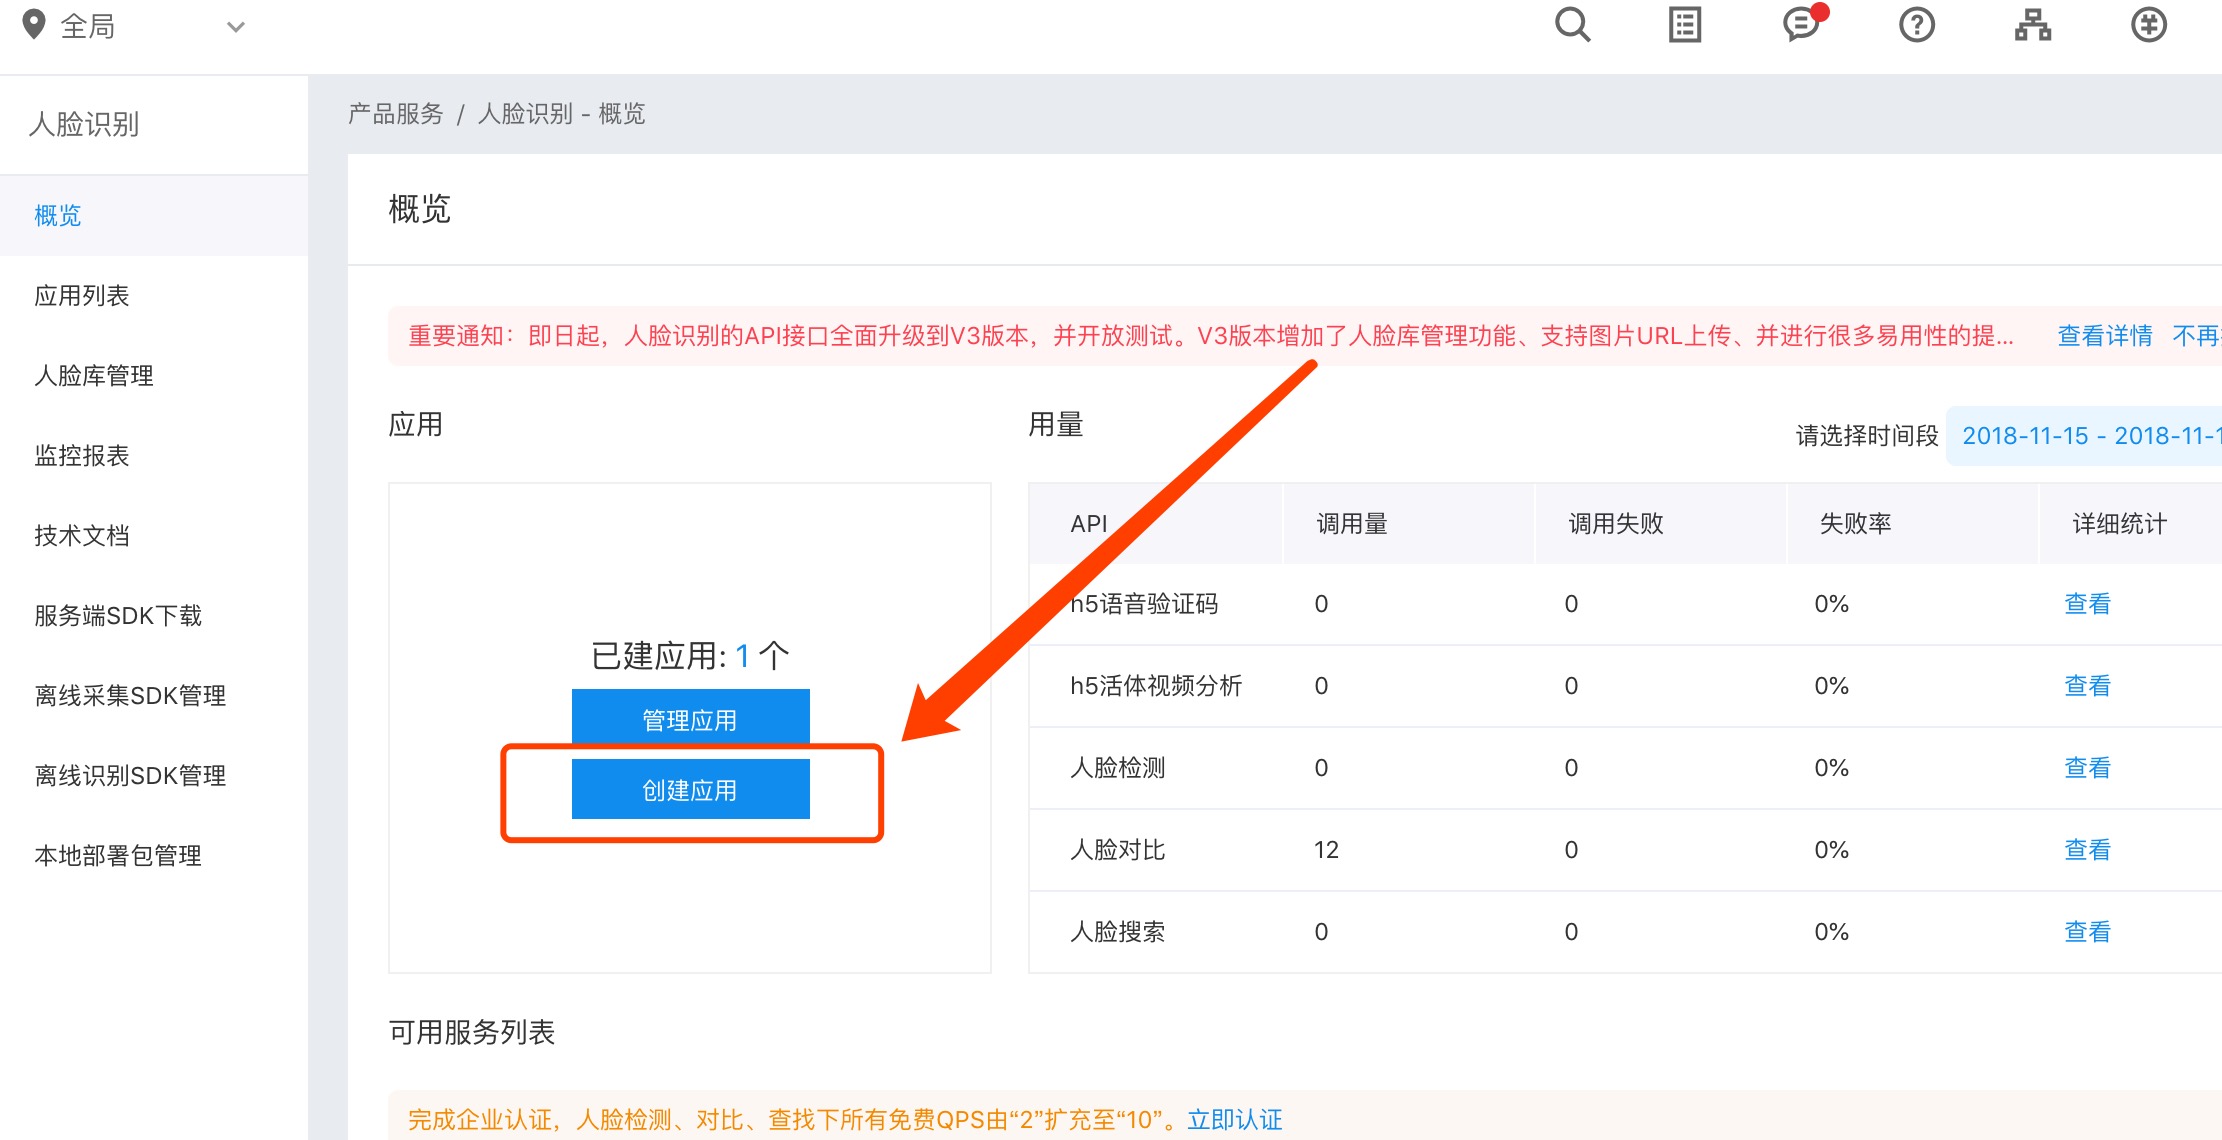 全局
人脸识别
产品服务 / 人脸识别 - 概览
概览
概览
应用列表
人脸库管理
监控报表
技术文档
服务端SDK下载
离线采集SDK管理
离线识别SDK管理
本地部署包管理
重要通知：即日起，人脸识别的API接口全面升级到V3版本，并开放测试。V3版本增加了人脸库管理功能、支持图片URL上传、并进行很多易用性的提... 查看详情 不再
应用
已建应用: 1 个
管理应用
创建应用
用量
请选择时间段 2018-11-15 - 2018-11-1
API 调用量 调用失败 失败率 详细统计
h5语音验证码 0 0 0% 查看
h5活体视频分析 0 0 0% 查看
人脸检测 0 0 0% 查看
人脸对比 12 0 0% 查看
人脸搜索 0 0 0% 查看
可用服务列表
完成企业认证，人脸检测、对比、查找下所有免费QPS由“2”扩充至“10”。立即认证